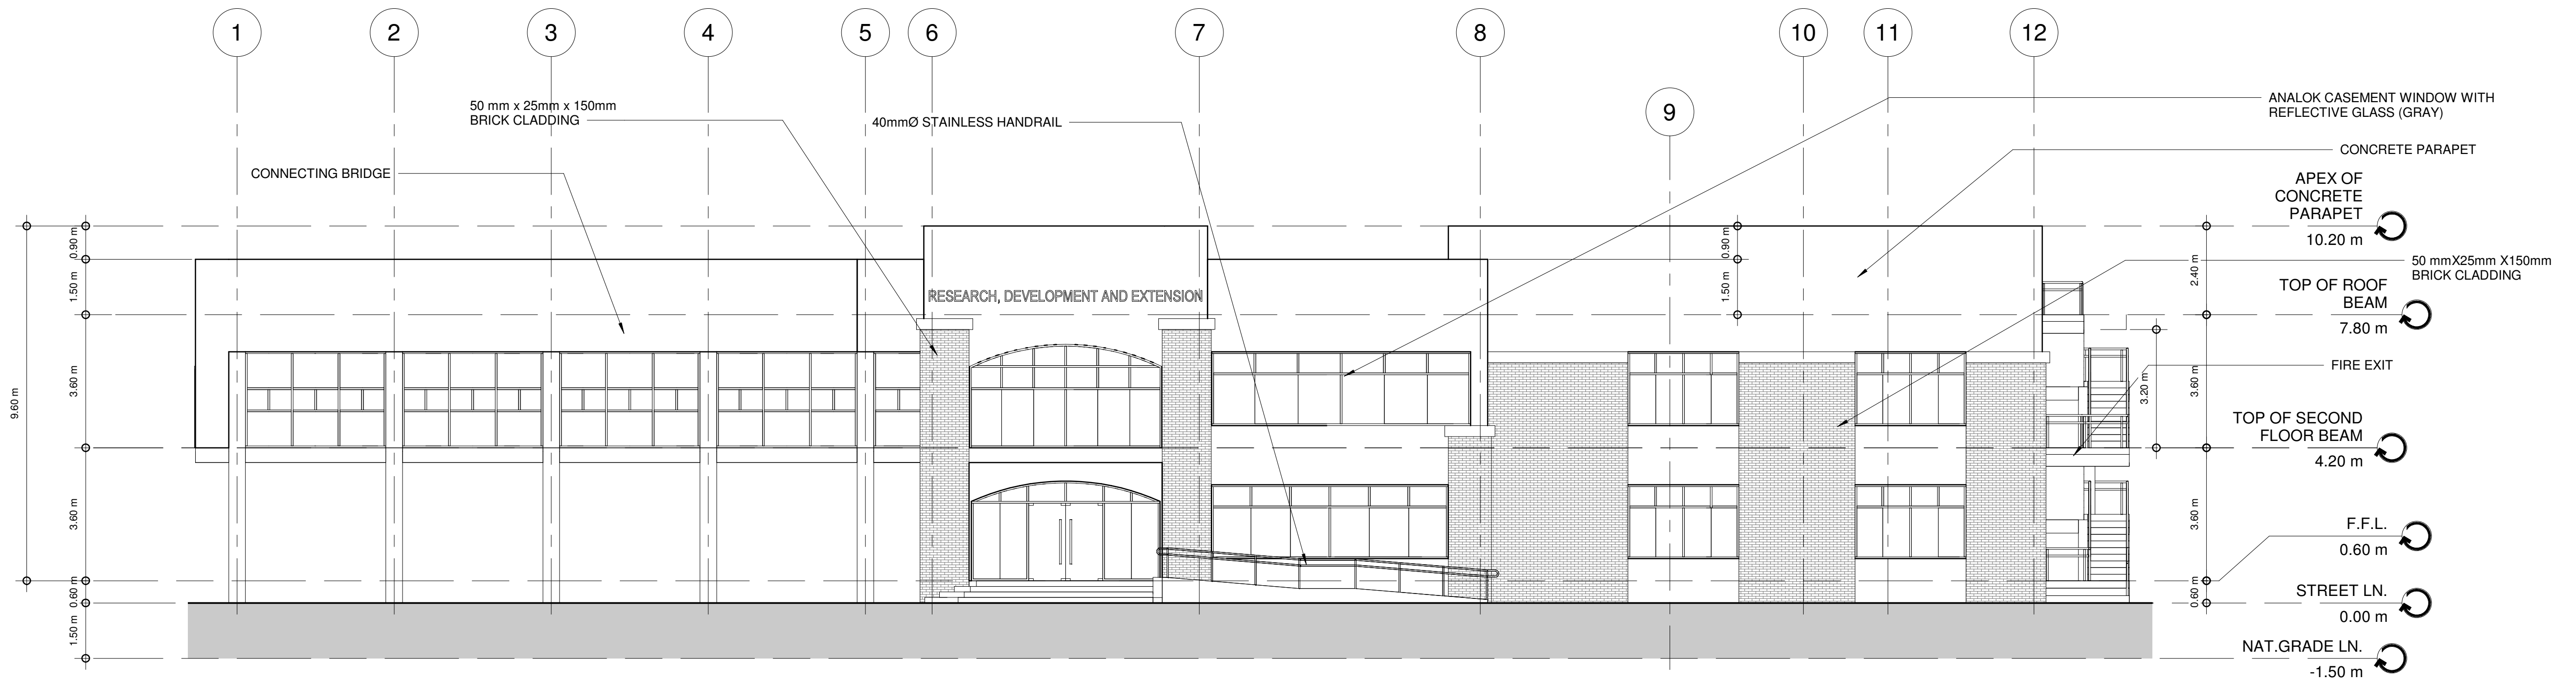 1
2
3
4
5
6
7
8
9
10
11
12
50 mm x 25mm x 150mm
BRICK CLADDING
40mmØ STAINLESS HANDRAIL
CONNECTING BRIDGE
ANALOK CASEMENT WINDOW WITH
REFLECTIVE GLASS (GRAY)
CONCRETE PARAPET
APEX OF
CONCRETE
PARAPET
10.20 m
50 mmX25mm X150mm
BRICK CLADDING
TOP OF ROOF
BEAM
7.80 m
FIRE EXIT
TOP OF SECOND
FLOOR BEAM
4.20 m
F.F.L.
0.60 m
STREET LN.
0.00 m
NAT.GRADE LN.
-1.50 m
RESEARCH, DEVELOPMENT AND EXTENSION
9.60 m
0.90 m
1.50 m
3.60 m
3.60 m
0.60 m
1.50 m
0.90 m
1.50 m
3.20 m
2.40 m
3.60 m
3.60 m
0.60 m